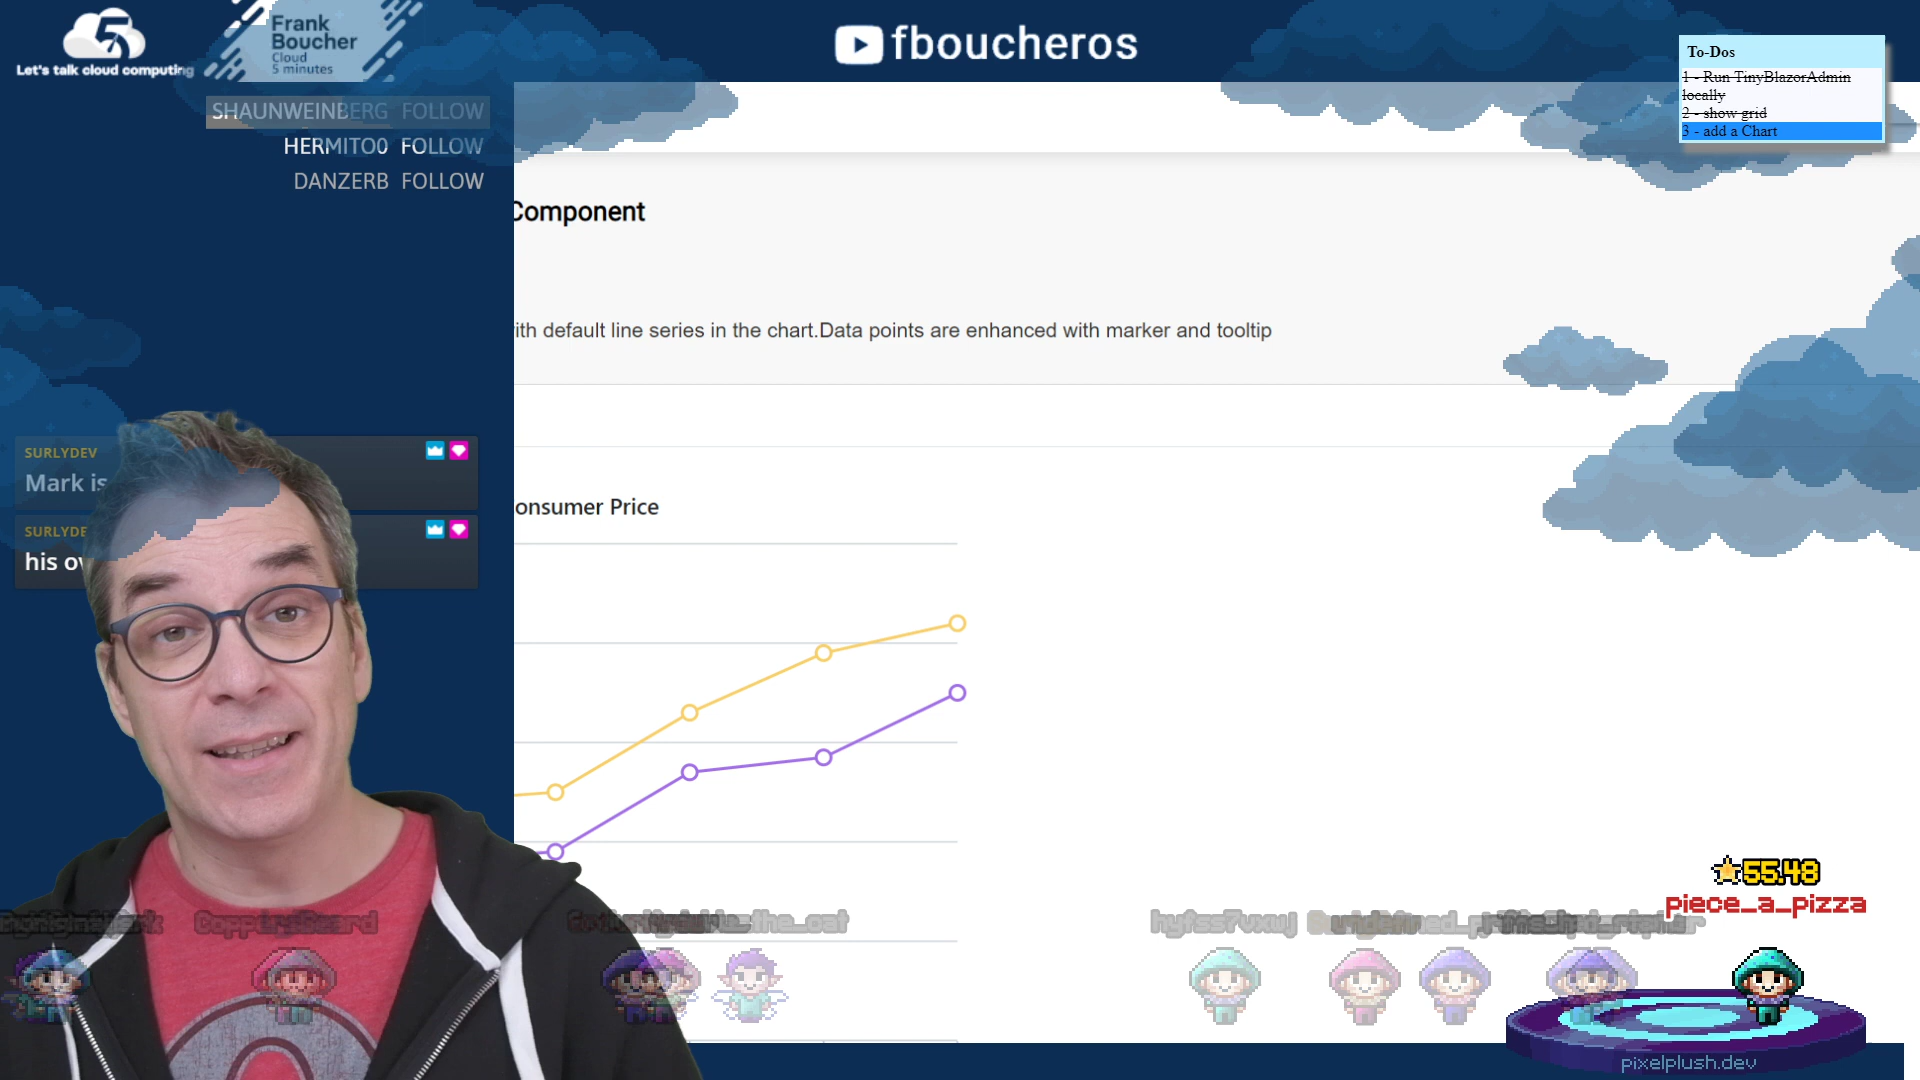 Let's talk cloud computing
Frank
Boucher
Cloud
5 minutes
fboucheros
To-Dos
1 - Run TinyBlazorAdmin
locally
2 - show grid
3 - add a Chart
SHAUNWEINBERG FOLLOW
HERMITO0 FOLLOW
DANZERB FOLLOW
Component
ith default line series in the chart.Data points are enhanced with marker and tooltip
SURLYDEV
Mark is
SURLYDE
his
onsumer Price
55.48
piece_a_pizza
hyfss7vxwj
pixelplush.dev